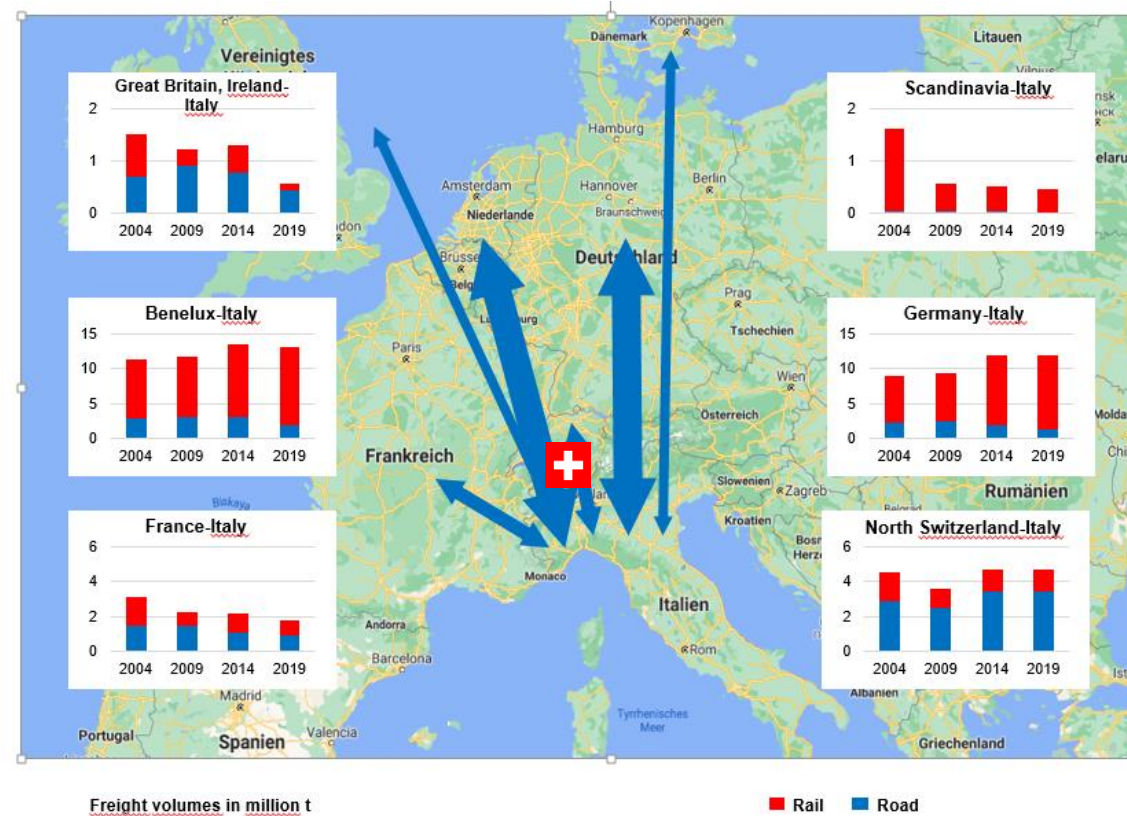 Kopenhagen
Dänemark
Litauen
Vereinigtes
Vilnius
Great Britain, Ireland-
Italy
2
1
0
2004 2009 2014 2019
Scandinavia-Italy
2
1
0
2004 2009 2014 2019
Hamburg
Amsterdam
Hannover
Berlin
Niederlande
Braunschweig
Brüssel
Deutschland
Benelux-Italy
15
10
5
0
2004 2009 2014 2019
Germany-Italy
15
10
5
0
2004 2009 2014 2019
Prag
Tschechien
Paris
Wien
Österreich
Frankreich
Slowenien
Zagreb
Rumänien
Biskaya
Belgrad
Kroatien
France-Italy
6
4
2
0
2004 2009 2014 2019
North Switzerland-Italy
6
4
2
0
2004 2009 2014 2019
Monaco
Italien
Andorra
Rom
Barcelona
Madrid
Albanien
Tyrrhenisches
Meer
Portugal
Spanien
Valencia
Griechenland
Freight volumes in million t
Rail Road